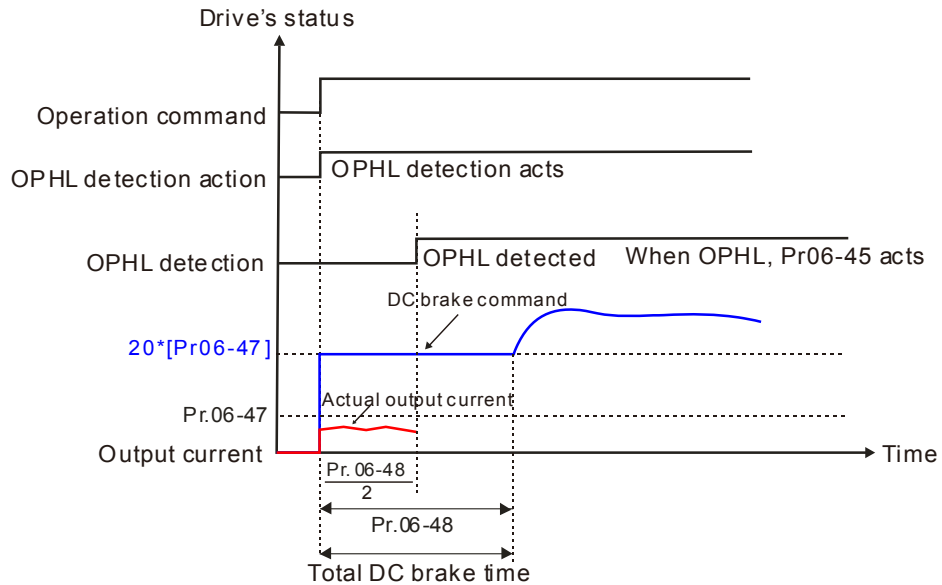 Drive's status
Operation command
OPHL detection action
OPHL detection acts
OPHL detection
OPHL detected
When OPHL, Pr06-45 acts
DC brake command
20*[Pr06-47]
Actual output current
Pr.06-47
Output current
Time
Pr. 06-48
2
Pr.06-48
Total DC brake time